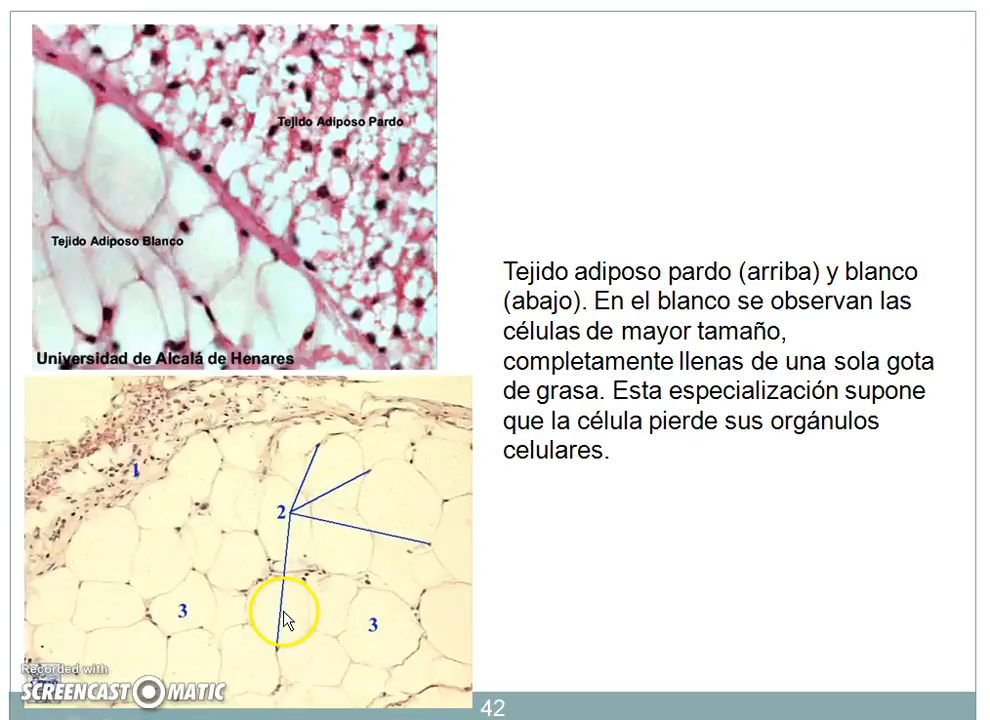 Tejido Adiposo Pardo
Tejido Adiposo Blanco
Universidad de Alcalá de Henares
Tejido adiposo pardo (arriba) y blanco
(abajo). En el blanco se observan las
células de mayor tamaño,
completamente llenas de una sola gota
de grasa. Esta especialización supone
que la célula pierde sus orgánulos
celulares.
1
2
3
3
Recorded with
SCREENCAST MATIC
42